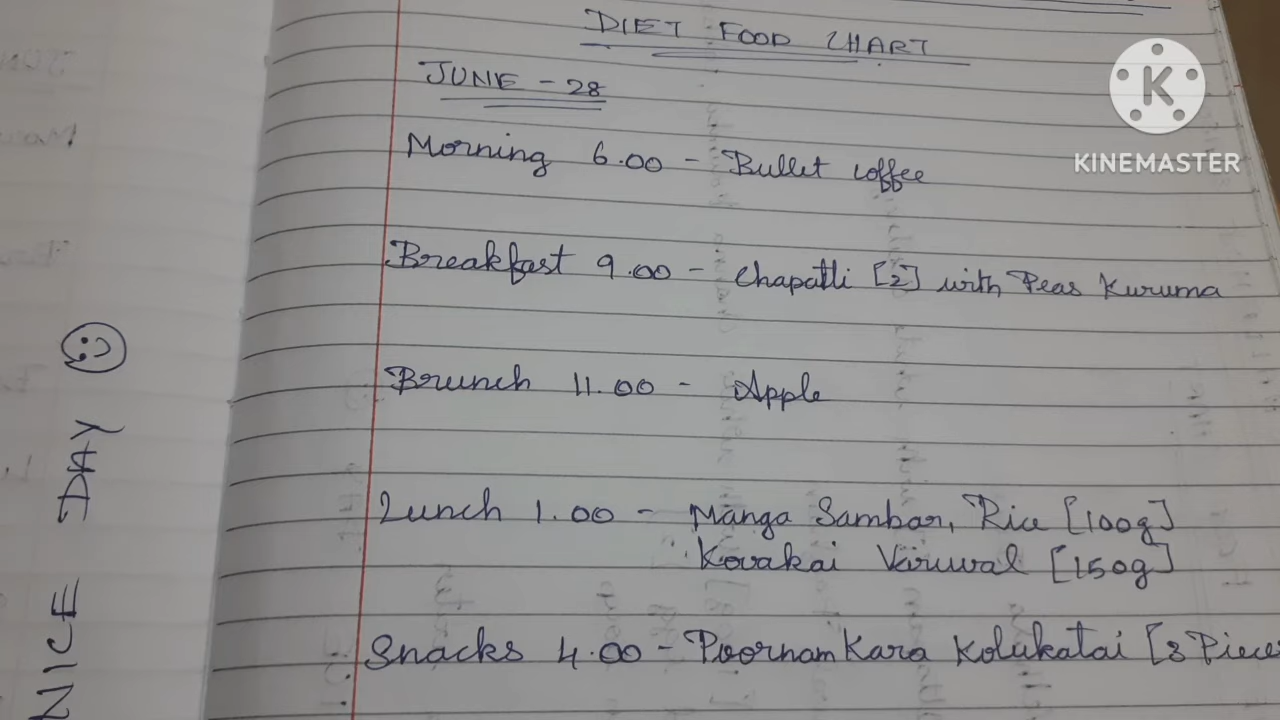 DIET FOOD CHART
JUNE - 28
Morning 6.00 - Bullet coffee
Breakfast 9.00 - Chapatti [2] with Peas Kuruma
Brunch 11.00 - Apple
Lunch 1.00 - Manga Sambar, Rice [100g]
Kovakai Varuval [150g]
Snacks 4.00 - Poornam Kara Kolukatai [3 Piece
NICE DAY
K
KINEMASTER